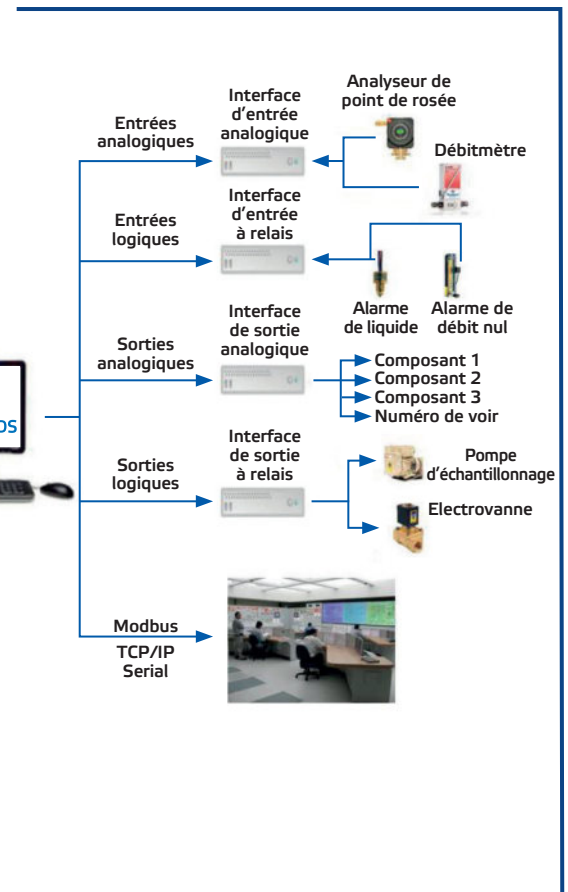 Analyseur de
point de rosée
Interface
d'entrée
analogique
Entrées
analogiques
Débitmètre
Interface
d'entrée
à relais
Entrées
logiques
Alarme
de liquide
Alarme de
débit nul
Interface
de sortie
analogique
Sorties
analogiques
Composant 1
Composant 2
Composant 3
Numéro de voir
Interface
de sortie
à relais
Sorties
logiques
Pompe
d'échantillonnage
Electrovanne
Modbus
TCP/IP
Serial